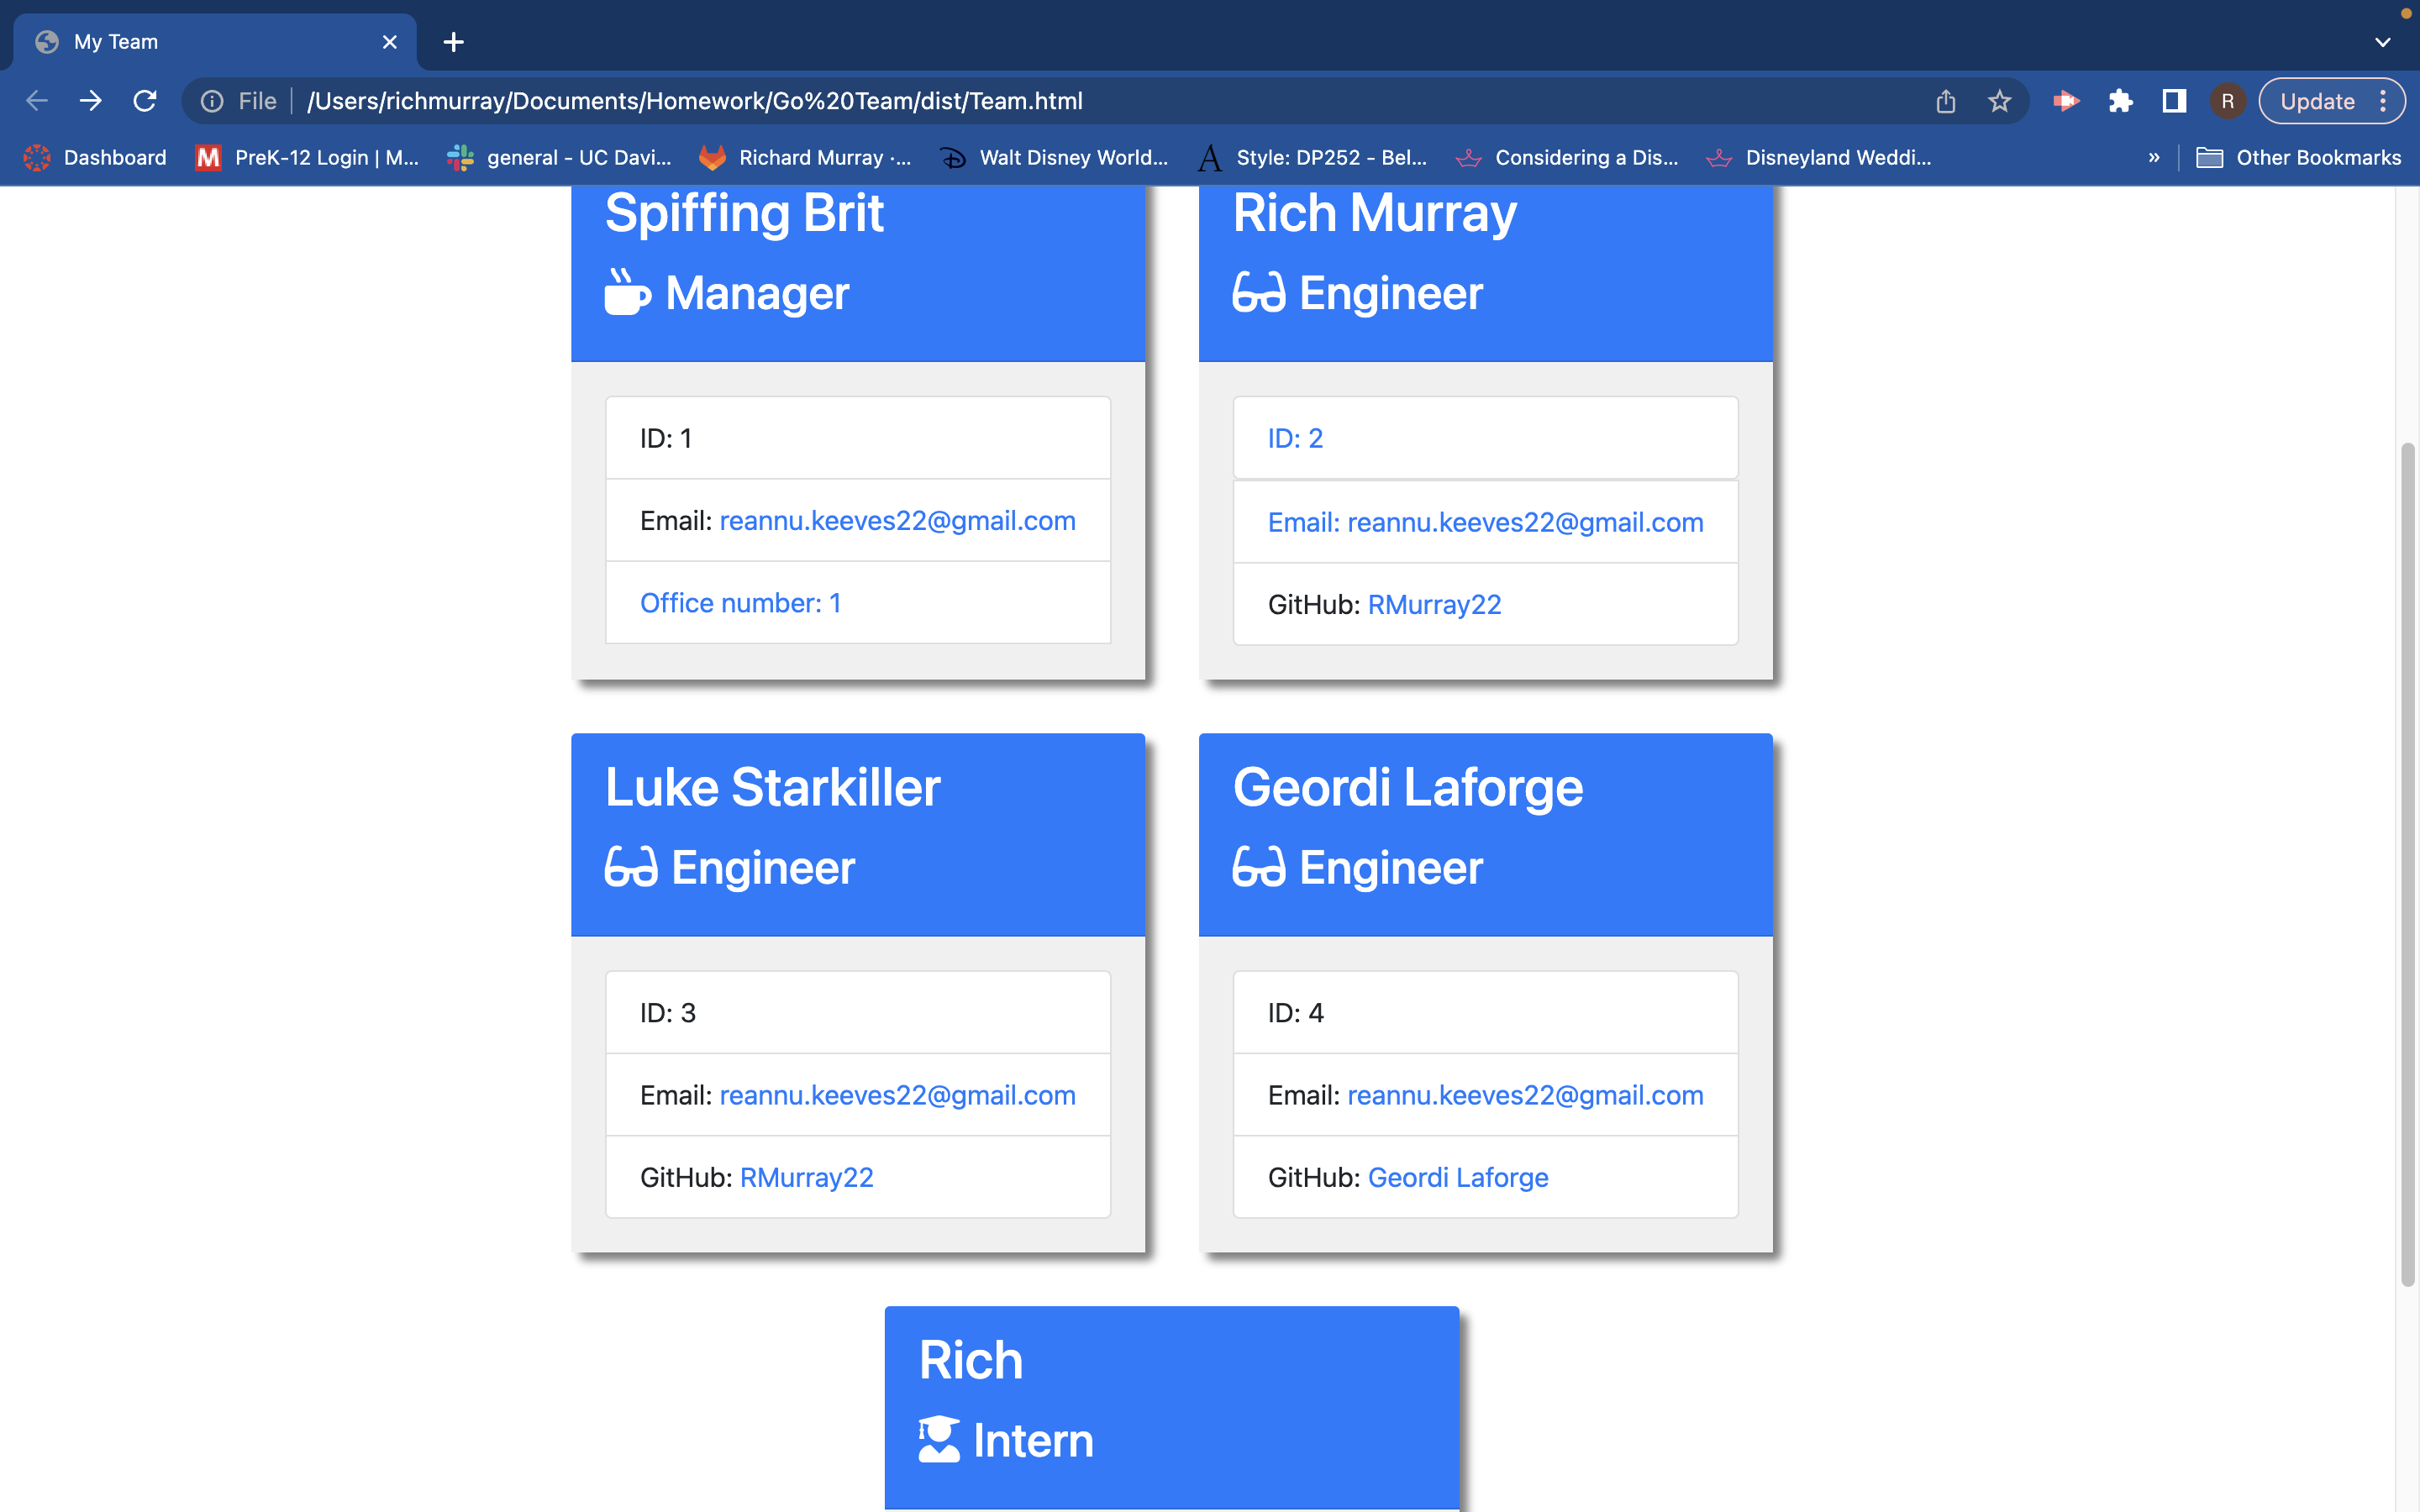 My Team
File /Users/richmurray/Documents/Homework/Go%20Team/dist/Team.html R Update
Dashboard M PreK-12 Login | M... general - UC Davi... Richard Murray ·... Walt Disney World... A Style: DP252 - Bel... Considering a Dis... Disneyland Weddi... » Other Bookmarks
Spiffing Brit
Manager
ID: 1
Email: reannu.keeves22@gmail.com
Office number: 1
Rich Murray
Engineer
ID: 2
Email: reannu.keeves22@gmail.com
GitHub: RMurray22
Luke Starkiller
Engineer
ID: 3
Email: reannu.keeves22@gmail.com
GitHub: RMurray22
Geordi Laforge
Engineer
ID: 4
Email: reannu.keeves22@gmail.com
GitHub: Geordi Laforge
Rich
Intern